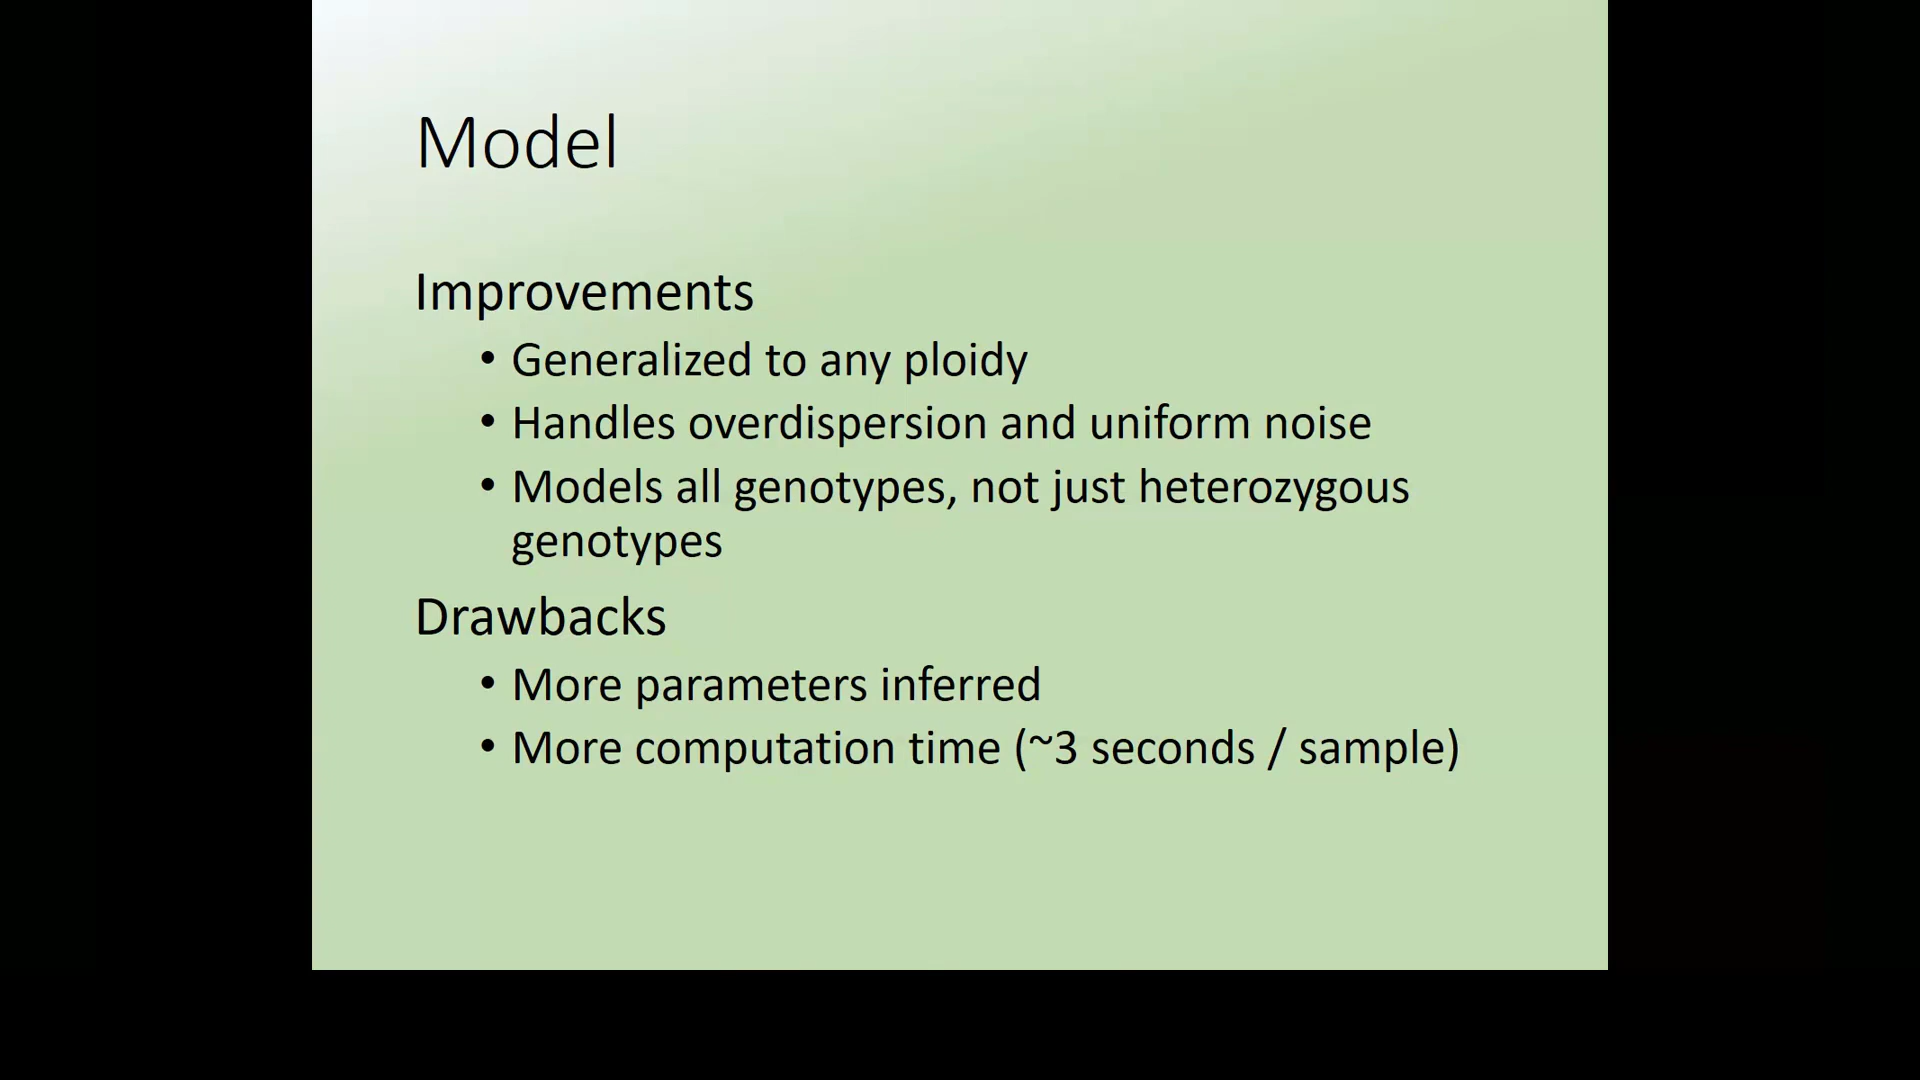 Model
Improvements
• Generalized to any ploidy
• Handles overdispersion and uniform noise
• Models all genotypes, not just heterozygous
genotypes
Drawbacks
• More parameters inferred
• More computation time (~3 seconds / sample)